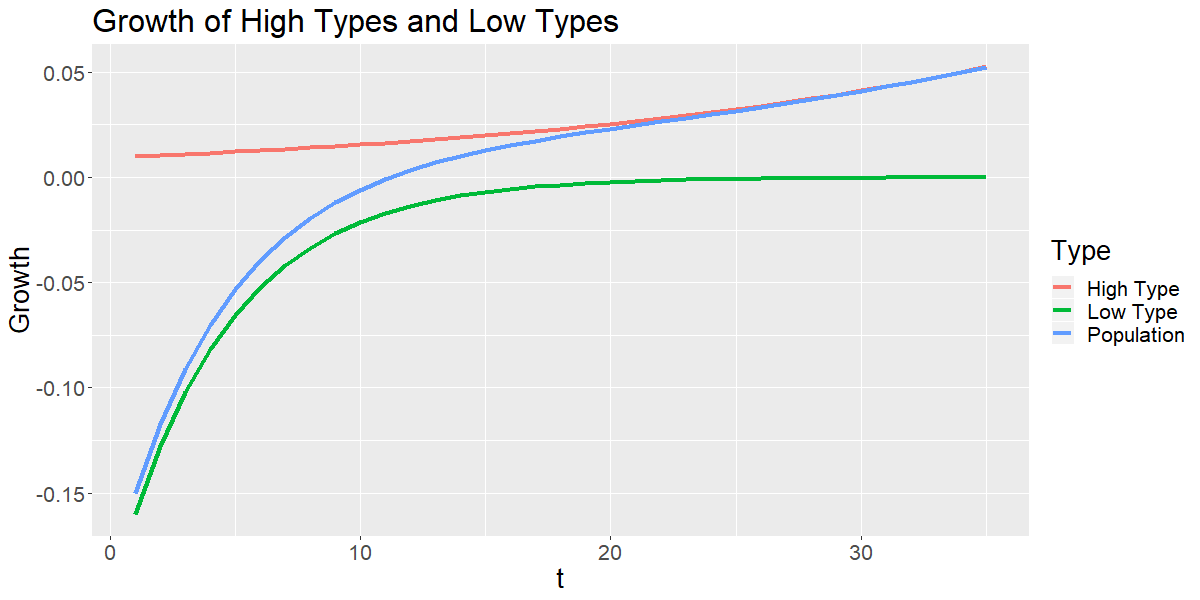 Growth of High Types and Low Types
0.05
0.00
-0.05
-0.10
-0.15
Growth
0
10
20
30
t
Type
High Type
Low Type
Population